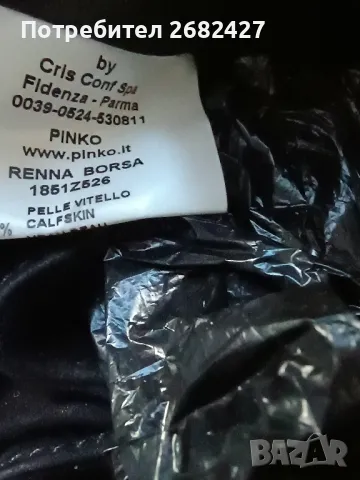 Потребител 2682427
by
Cris Conf Spa
Fidenza - Parma
0039-0524-530811
PINKO
www.pinko.it
RENNA BORSA
1851Z526
PELLE VITELLO
% CALFSKIN
BAZAR